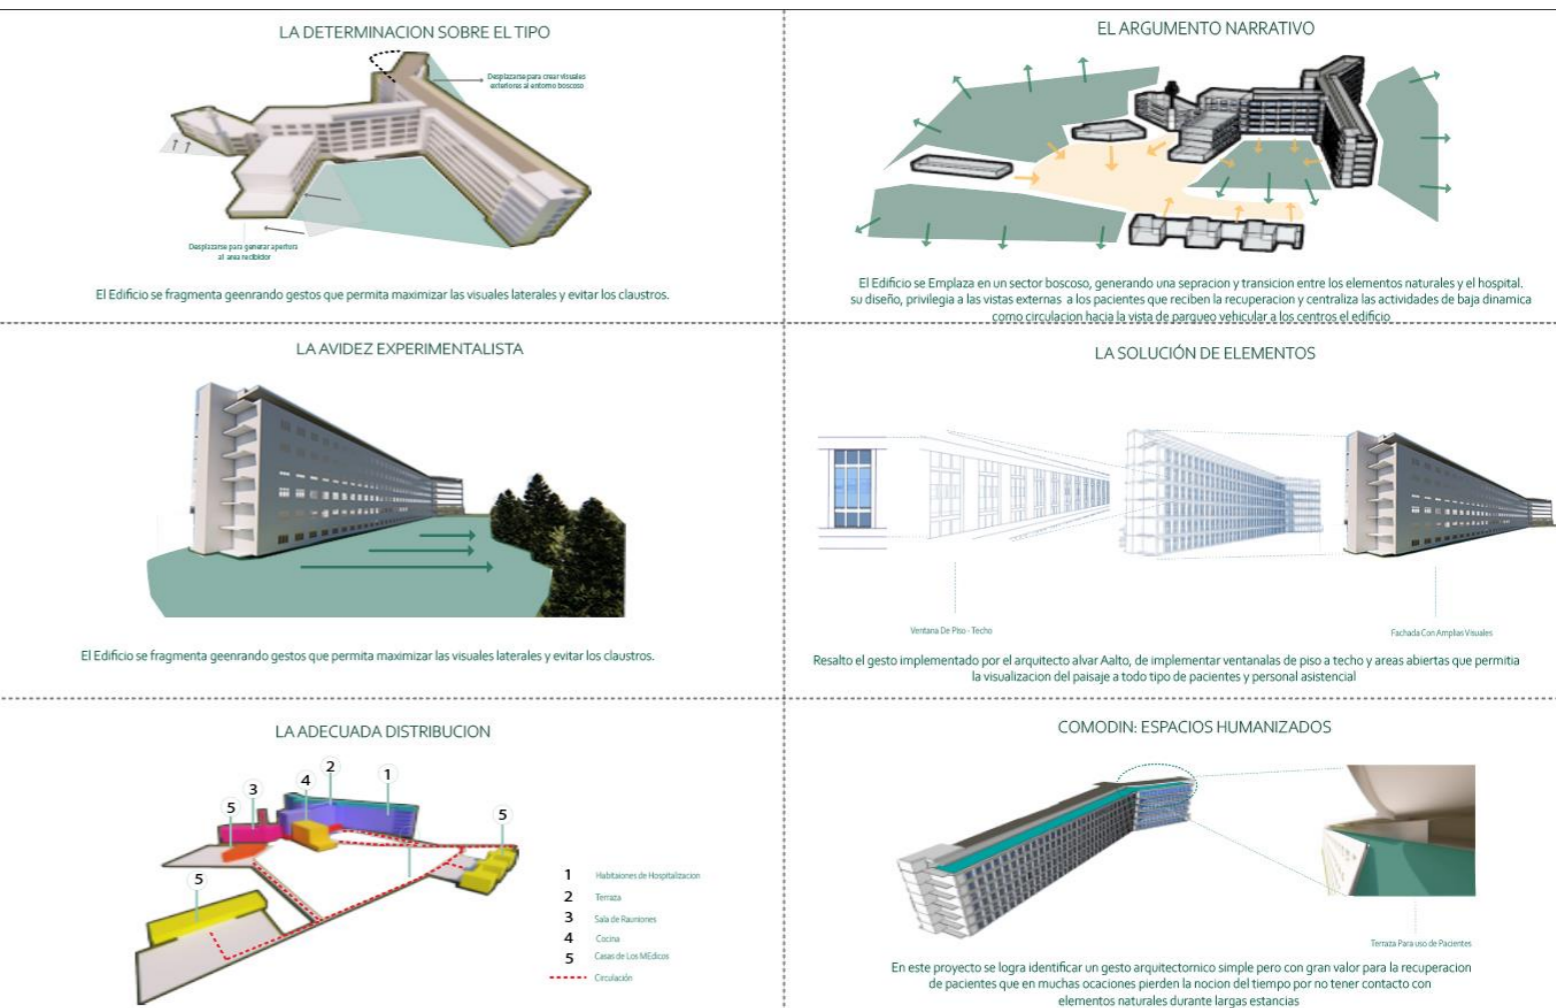 LA DETERMINACION SOBRE EL TIPO
Desplazarse para crear visuales
exteriores al entorno boscoso
Desplazarse para generar apertura
al area recibidor
El Edificio se fragmenta geenrando gestos que permita maximizar las visuales laterales y evitar los claustros.
EL ARGUMENTO NARRATIVO
El Edificio se Emplaza en un sector boscoso, generando una sepracion y transicion entre los elementos naturales y el hospital.
su diseño, privilegia a las vistas externas a los pacientes que reciben la recuperacion y centraliza las actividades de baja dinamica
como circulacion hacia la vista de parqueo vehicular a los centros el edificio
LA AVIDEZ EXPERIMENTALISTA
El Edificio se fragmenta geenrando gestos que permita maximizar las visuales laterales y evitar los claustros.
LA SOLUCIÓN DE ELEMENTOS
Ventana De Piso - Techo
Fachada Con Amplias Visuales
Resalto el gesto implementado por el arquitecto alvar Aalto, de implementar ventanalas de piso a techo y areas abiertas que permitia
la visualizacion del paisaje a todo tipo de pacientes y personal asistencial
LA ADECUADA DISTRIBUCION
2
4
1
3
5
5
5
1 Habitaiones de Hospitalizacion
2 Terraza
3 Sala de Rauniones
4 Cocina
5 Casas de Los MEdicos
Circulación
COMODIN: ESPACIOS HUMANIZADOS
Terraza Para uso de Pacientes
En este proyecto se logra identificar un gesto arquitectornico simple pero con gran valor para la recuperacion
de pacientes que en muchas ocaciones pierden la nocion del tiempo por no tener contacto con
elementos naturales durante largas estancias